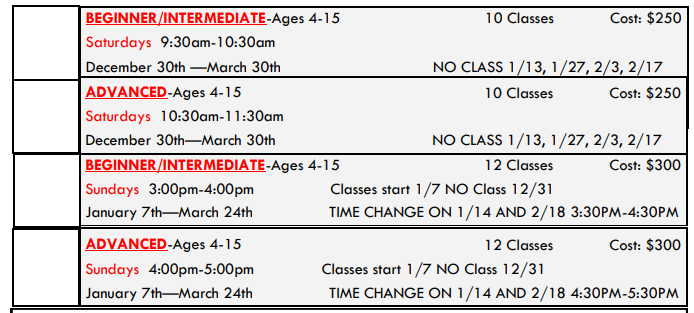 BEGINNER/INTERMEDIATE-Ages 4-15 10 Classes Cost: $250
Saturdays 9:30am-10:30am
December 30th —March 30th NO CLASS 1/13, 1/27, 2/3, 2/17
ADVANCED-Ages 4-15 10 Classes Cost: $250
Saturdays 10:30am-11:30am
December 30th—March 30th NO CLASS 1/13, 1/27, 2/3, 2/17
BEGINNER/INTERMEDIATE-Ages 4-15 12 Classes Cost: $300
Sundays 3:00pm-4:00pm Classes start 1/7 NO Class 12/31
January 7th—March 24th TIME CHANGE ON 1/14 AND 2/18 3:30PM-4:30PM
ADVANCED-Ages 4-15 12 Classes Cost: $300
Sundays 4:00pm-5:00pm Classes start 1/7 NO Class 12/31
January 7th—March 24th TIME CHANGE ON 1/14 AND 2/18 4:30PM-5:30PM